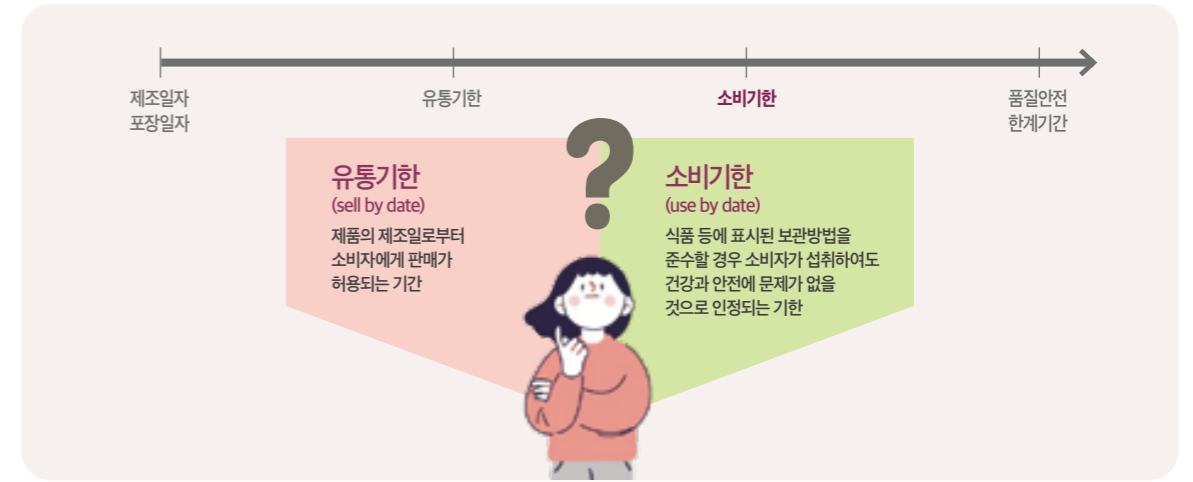 제조일자
포장일자
유통기한
소비기한
품질안전
한계기간
?
유통기한
(sell by date)
제품의 제조일로부터
소비자에게 판매가
허용되는 기간
소비기한
(use by date)
식품 등에 표시된 보관방법을
준수할 경우 소비자가 섭취하여도
건강과 안전에 문제가 없을
것으로 인정되는 기한